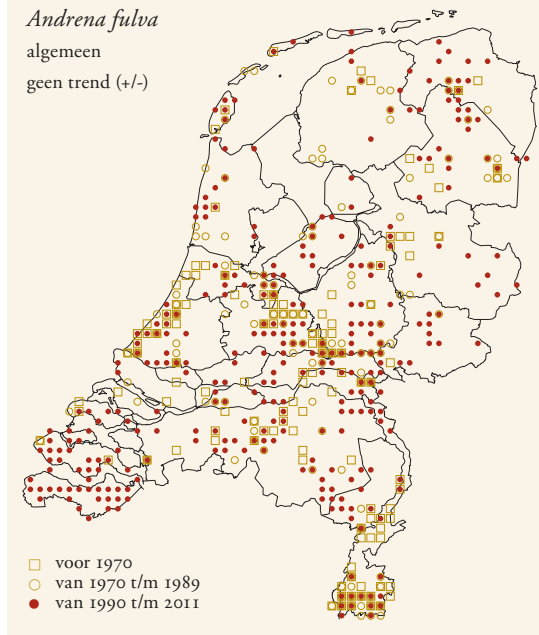 Andrena fulva
algemeen
geen trend (+/-)
voor 1970
van 1970 t/m 1989
van 1990 t/m 2011